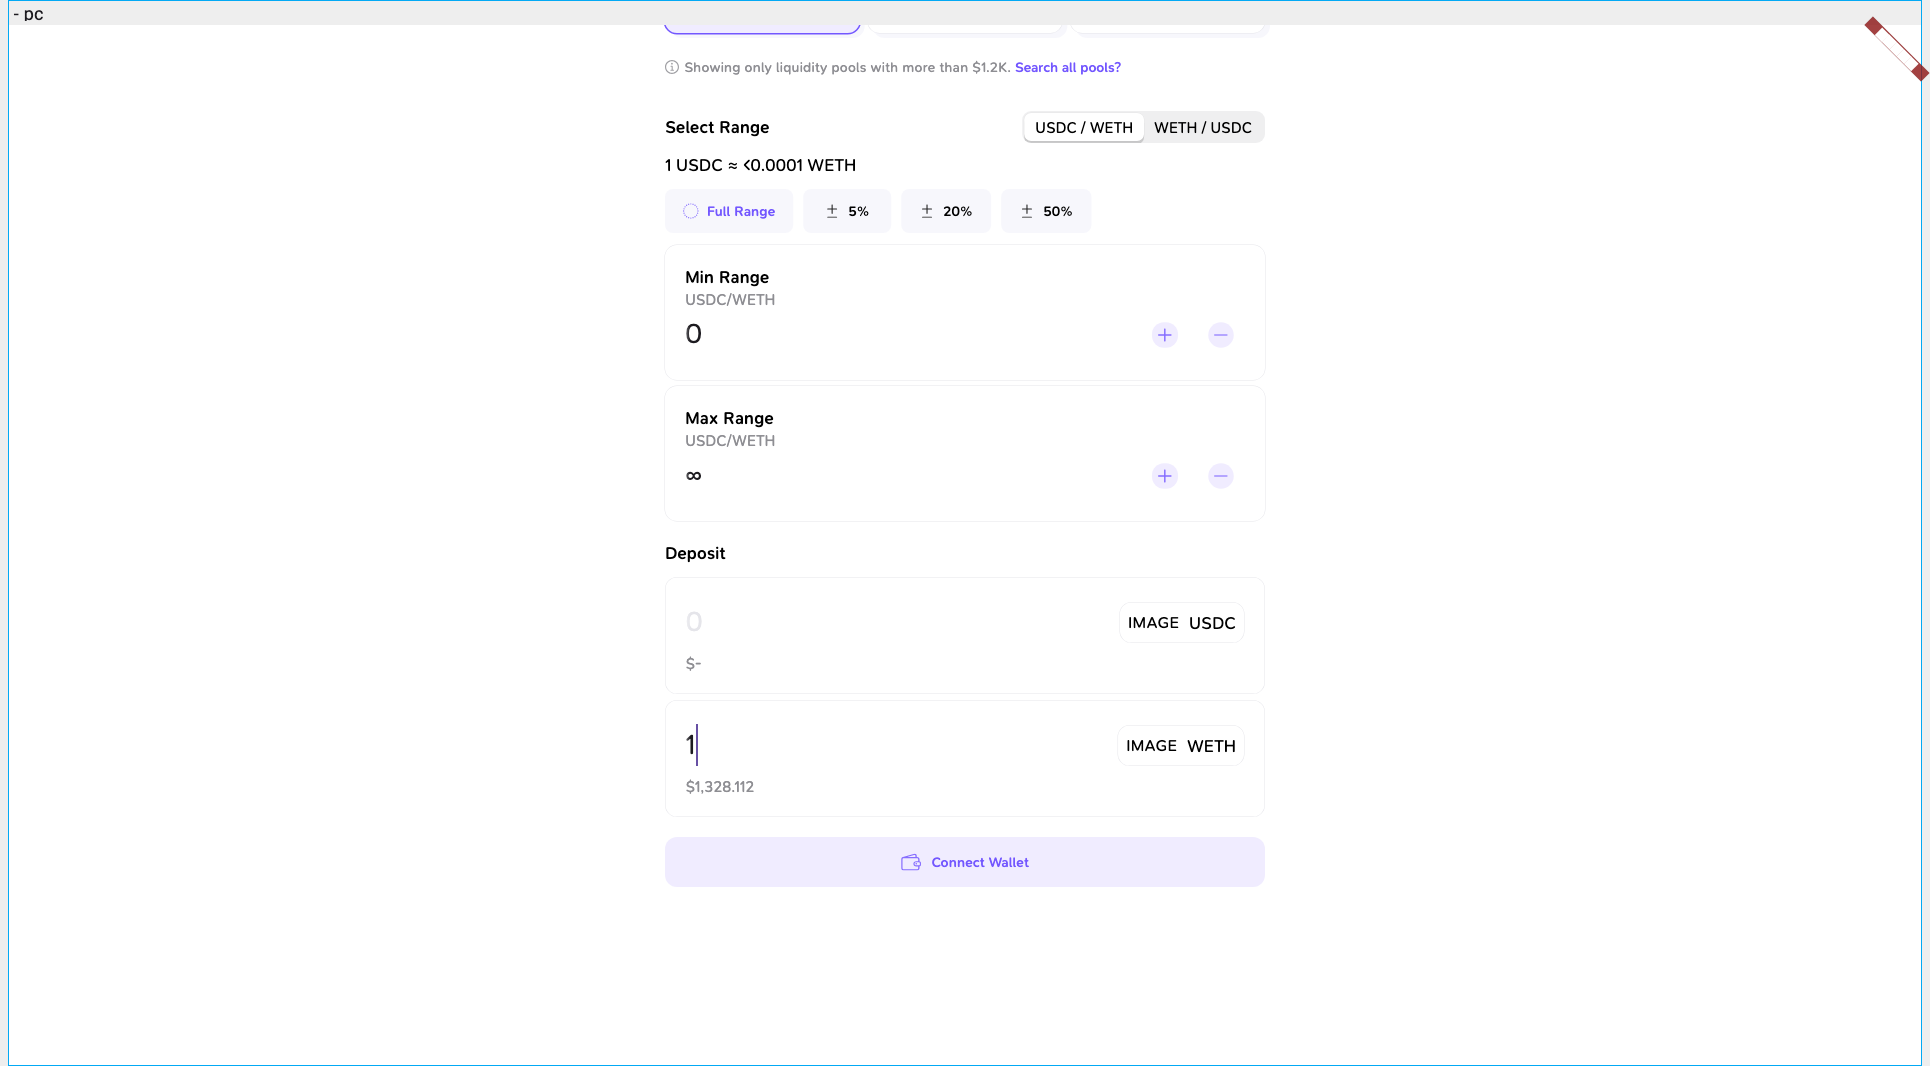 - pc
Showing only liquidity pools with more than $1.2K. Search all pools?
Select Range
USDC / WETH WETH / USDC
1 USDC ≈ <0.0001 WETH
Full Range ± 5% ± 20% ± 50%
Min Range
USDC/WETH
0
Max Range
USDC/WETH
∞
Deposit
0 IMAGE USDC
$-
1 IMAGE WETH
$1,328.112
Connect Wallet